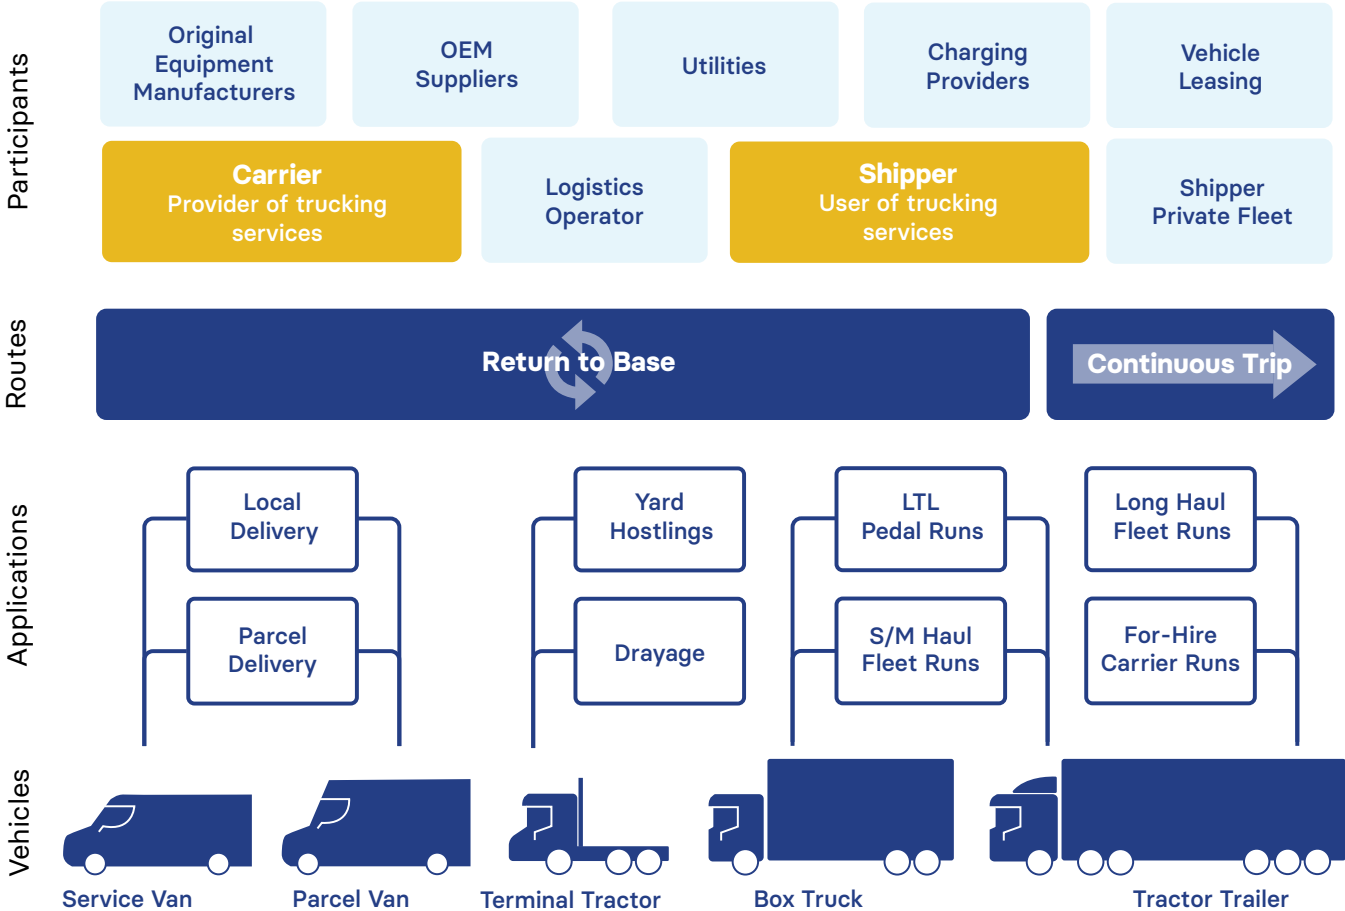 Participants
Original
Equipment
Manufacturers
OEM
Suppliers
Utilities
Charging
Providers
Vehicle
Leasing
Carrier
Provider of trucking
services
Logistics
Operator
Shipper
User of trucking
services
Shipper
Private Fleet
Routes
Return to Base
Continuous Trip
Applications
Local
Delivery
Yard
Hostlings
LTL
Pedal Runs
Long Haul
Fleet Runs
Parcel
Delivery
Drayage
S/M Haul
Fleet Runs
For-Hire
Carrier Runs
Vehicles
Service Van
Parcel Van
Terminal Tractor
Box Truck
Tractor Trailer